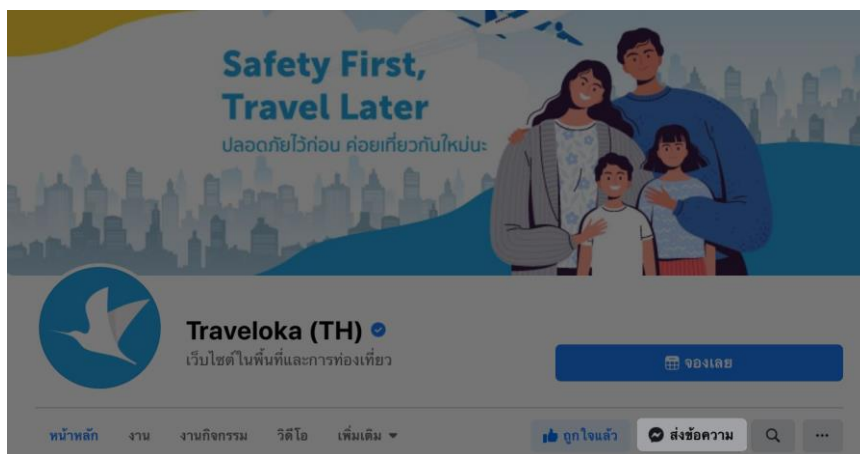 Safety First,
Travel Later
ปลอดภัยไว้ก่อน ค่อยเที่ยวกันใหม่นะ
Traveloka (TH)
เว็บไซต์ในพื้นที่และการท่องเที่ยว
จองเลย
หน้าหลัก งาน งานกิจกรรม วิดีโอ เพิ่มเติม ถูกใจแล้ว ส่งข้อความ